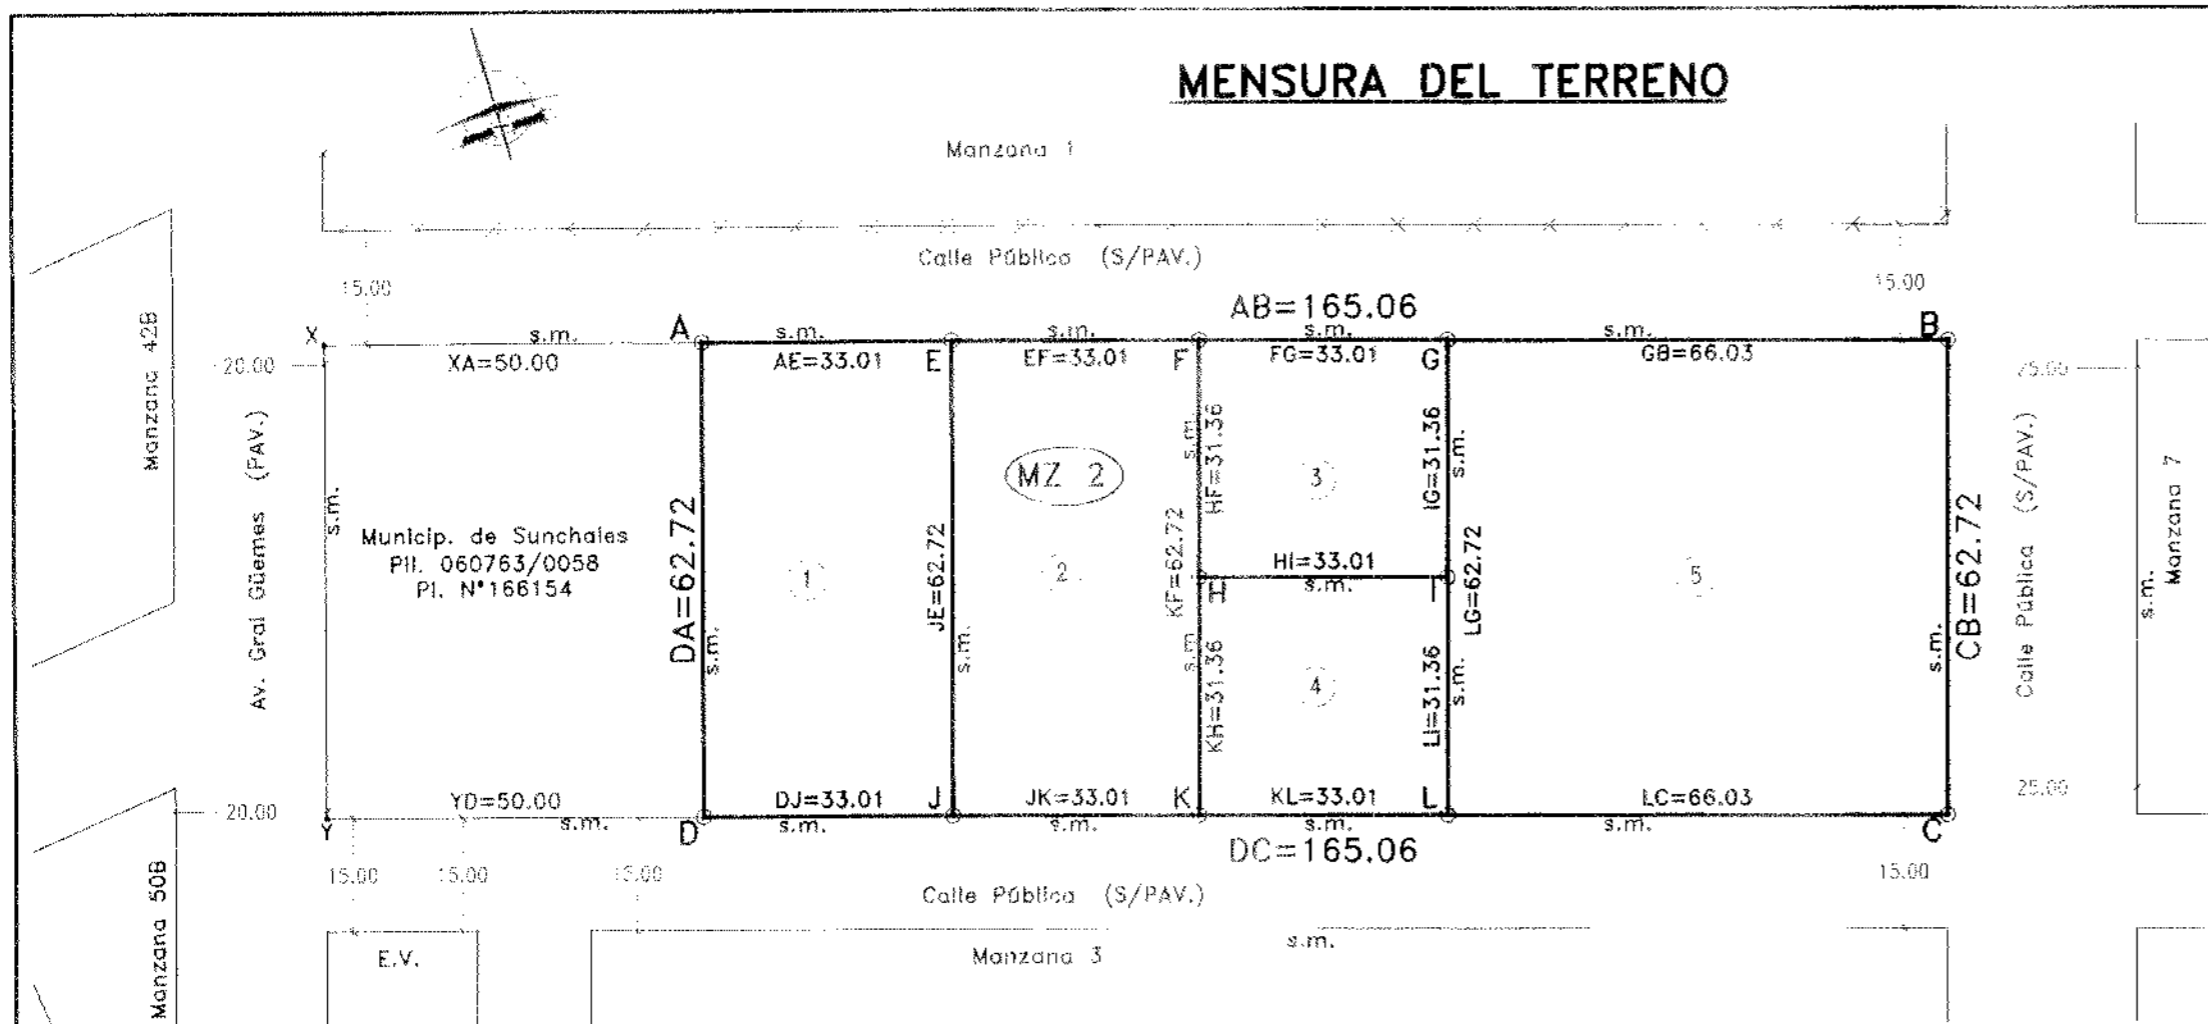 MENSURA DEL TERRENO
Manzana 1
Calle Pública (S/PAV.)
15.00
15.00
AB=165.06
X
s.m.
A
s.m.
E
s.m.
F
s.m.
G
s.m.
B
XA=50.00
AE=33.01
EF=33.01
FG=33.01
GB=66.03
20.00
25.00
Manzana 42B
Av. Gral Güemes (PAV.)
s.m.
Municip. de Sunchales
PII. 060763/0058
Pl. N°166154
DA=62.72
s.m.
1
JE=62.72
s.m.
MZ 2
2
KF=62.72
s.m.
s.m.
HF=31.36
KH=31.36
3
HI=33.01
s.m.
H
I
4
IG=31.36
s.m.
LG=62.72
LI=31.36
s.m.
5
s.m.
CB=62.72
Calle Pública (S/PAV.)
s.m.
Manzana 7
20.00
25.00
YD=50.00
DJ=33.01
JK=33.01
KL=33.01
LC=66.03
Y
s.m.
D
s.m.
J
s.m.
K
s.m.
L
s.m.
C
DC=165.06
15.00
15.00
15.00
15.00
Calle Pública (S/PAV.)
Manzana 50B
E.V.
Manzana 3
s.m.